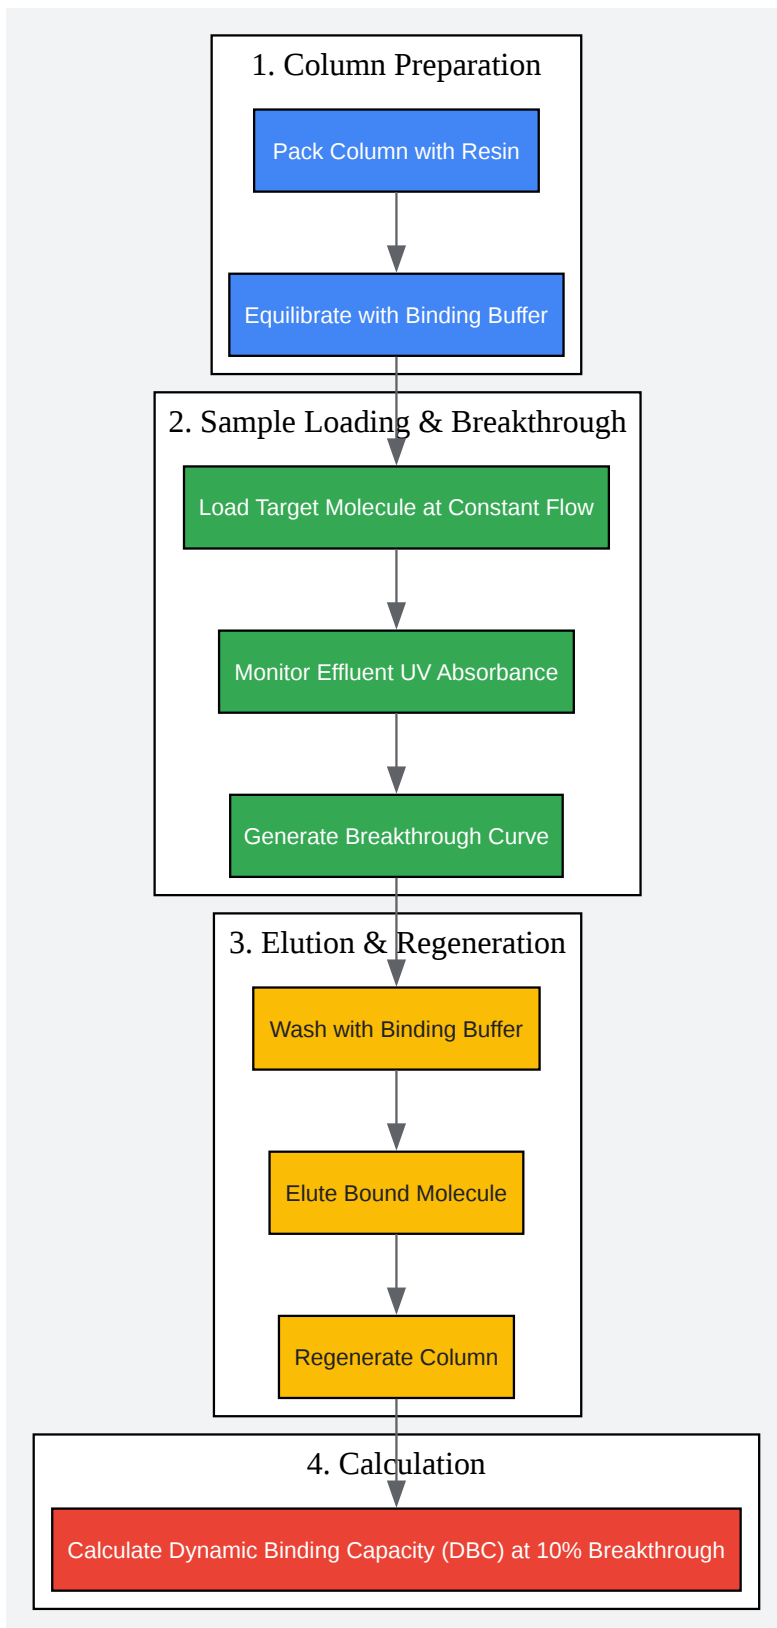 1. Column Preparation
Pack Column with Resin
Equilibrate with Binding Buffer
2. Sample Loading & Breakthrough
Load Target Molecule at Constant Flow
Monitor Effluent UV Absorbance
Generate Breakthrough Curve
3. Elution & Regeneration
Wash with Binding Buffer
Elute Bound Molecule
Regenerate Column
4. Calculation
Calculate Dynamic Binding Capacity (DBC) at 10% Breakthrough